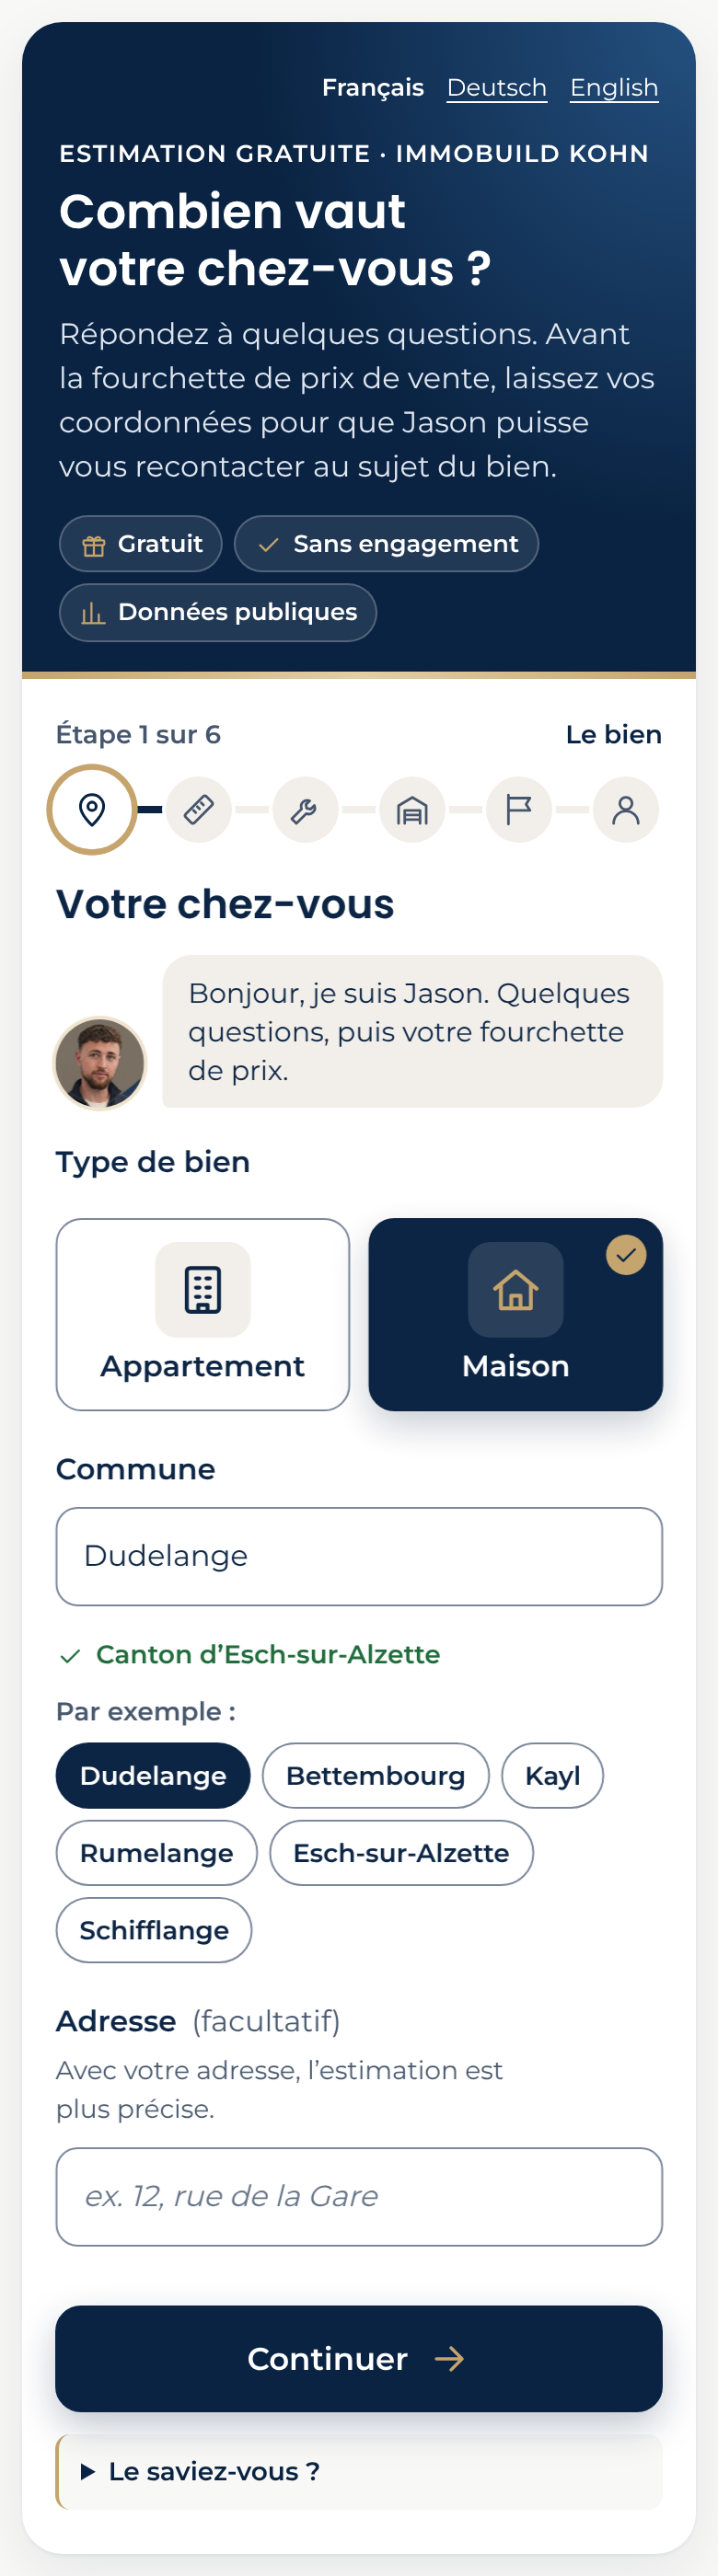 Français Deutsch English
ESTIMATION GRATUITE · IMMOBUILD KOHN
Combien vaut
votre chez-vous ?
Répondez à quelques questions. Avant
la fourchette de prix de vente, laissez vos
coordonnées pour que Jason puisse
vous recontacter au sujet du bien.
Gratuit
Sans engagement
Données publiques
Étape 1 sur 6
Le bien
Votre chez-vous
Bonjour, je suis Jason. Quelques
questions, puis votre fourchette
de prix.
Type de bien
Appartement
Maison
Commune
Dudelange
Canton d’Esch-sur-Alzette
Par exemple :
Dudelange
Bettembourg
Kayl
Rumelange
Esch-sur-Alzette
Schifflange
Adresse (facultatif)
Avec votre adresse, l’estimation est
plus précise.
ex. 12, rue de la Gare
Continuer
Le saviez-vous ?